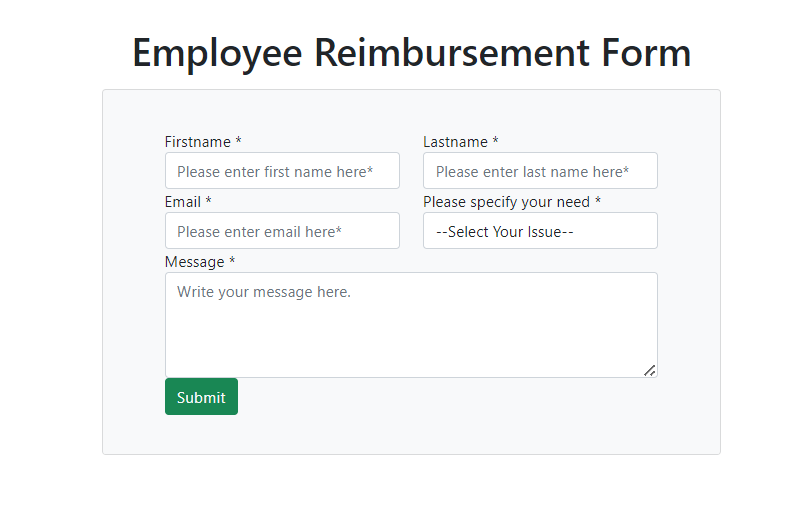 Employee Reimbursement Form
Firstname * Lastname *
Please enter first name here* Please enter last name here*
Email * Please specify your need *
Please enter email here* --Select Your Issue--
Message *
Write your message here.
Submit